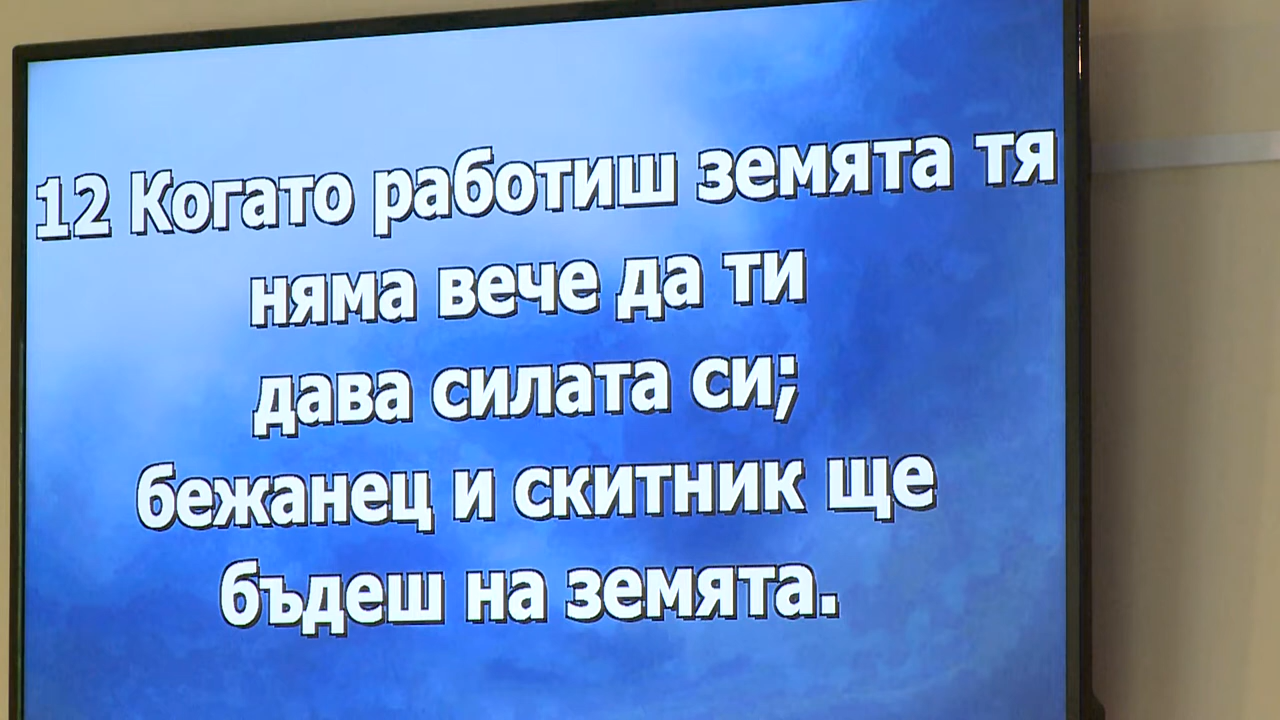 12 Когато работиш земята тя
няма вече да ти
дава силата си;
бежанец и скитник ще
бъдеш на земята.